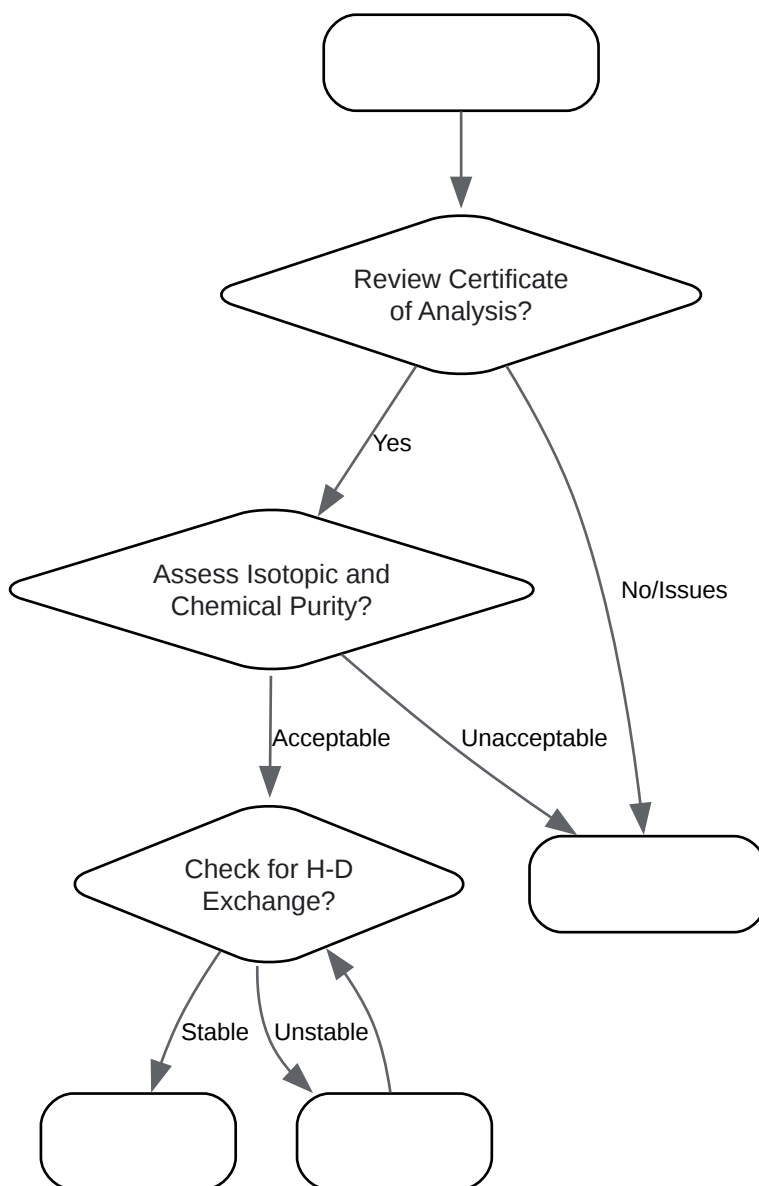 Review Certificate
of Analysis?
Yes
Assess Isotopic and
Chemical Purity?
No/Issues
Acceptable
Unacceptable
Check for H-D
Exchange?
Stable
Unstable